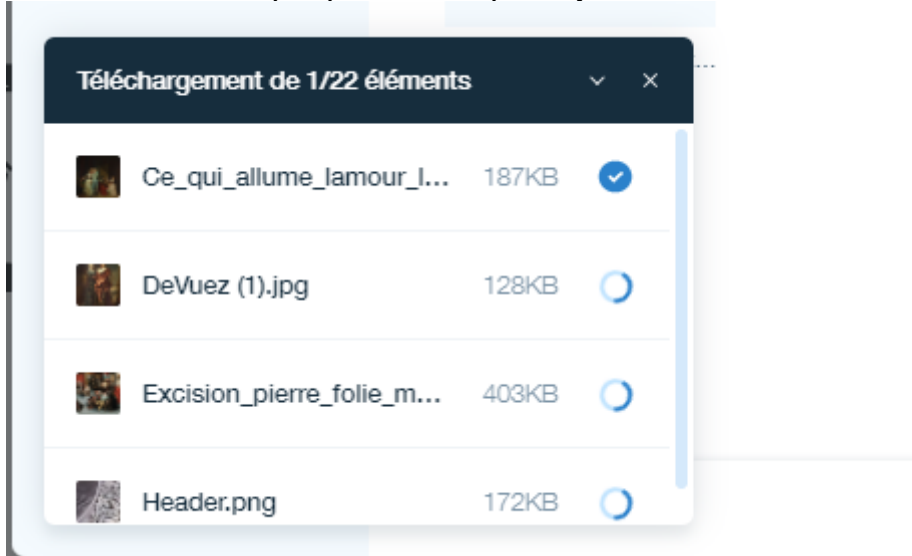 Téléchargement de 1/22 éléments
Ce_qui_allume_lamour_l... 187KB
DeVuez (1).jpg 128KB
Excision_pierre_folie_m... 403KB
Header.png 172KB